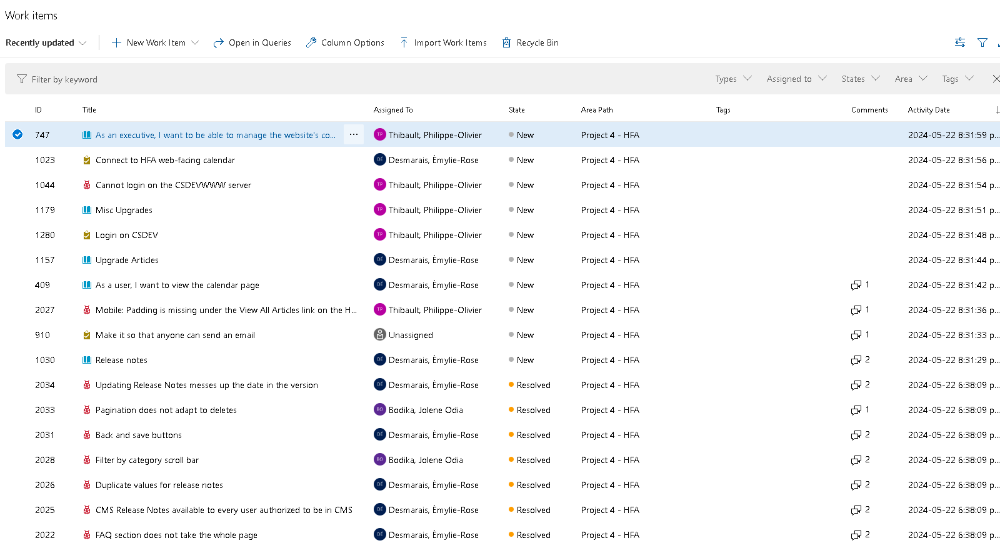 Work items
Recently updated New Work Item Open in Queries Column Options Import Work Items Recycle Bin
Filter by keyword Types Assigned to States Area Tags
ID Title Assigned To State Area Path Tags Comments Activity Date
747 As an executive, I want to be able to manage the website's co... TP Thibault, Philippe-Olivier New Project 4 - HFA 2024-05-22 8:31:59 p...
1023 Connect to HFA web-facing calendar DÉ Desmarais, Émylie-Rose New Project 4 - HFA 2024-05-22 8:31:56 p...
1044 Cannot login on the CSDEVWWW server TP Thibault, Philippe-Olivier New Project 4 - HFA 2024-05-22 8:31:54 p...
1179 Misc Upgrades TP Thibault, Philippe-Olivier New Project 4 - HFA 2024-05-22 8:31:51 p...
1280 Login on CSDEV TP Thibault, Philippe-Olivier New Project 4 - HFA 2024-05-22 8:31:48 p...
1157 Upgrade Articles DÉ Desmarais, Émylie-Rose New Project 4 - HFA 2024-05-22 8:31:44 p...
409 As a user, I want to view the calendar page DÉ Desmarais, Émylie-Rose New Project 4 - HFA 1 2024-05-22 8:31:42 p...
2027 Mobile: Padding is missing under the View All Articles link on the H... TP Thibault, Philippe-Olivier New Project 4 - HFA 1 2024-05-22 8:31:36 p...
910 Make it so that anyone can send an email Unassigned New Project 4 - HFA 1 2024-05-22 8:31:33 p...
1030 Release notes DÉ Desmarais, Émylie-Rose New Project 4 - HFA 2 2024-05-22 8:31:29 p...
2034 Updating Release Notes messes up the date in the version DÉ Desmarais, Émylie-Rose Resolved Project 4 - HFA 2 2024-05-22 6:38:09 p...
2033 Pagination does not adapt to deletes BO Bodika, Jolene Odia Resolved Project 4 - HFA 1 2024-05-22 6:38:09 p...
2031 Back and save buttons DÉ Desmarais, Émylie-Rose Resolved Project 4 - HFA 2 2024-05-22 6:38:09 p...
2028 Filter by category scroll bar BO Bodika, Jolene Odia Resolved Project 4 - HFA 2 2024-05-22 6:38:09 p...
2026 Duplicate values for release notes DÉ Desmarais, Émylie-Rose Resolved Project 4 - HFA 2 2024-05-22 6:38:09 p...
2025 CMS Release Notes available to every user authorized to be in CMS DÉ Desmarais, Émylie-Rose Resolved Project 4 - HFA 2 2024-05-22 6:38:09 p...
2022 FAQ section does not take the whole page DÉ Desmarais, Émylie-Rose Resolved Project 4 - HFA 2 2024-05-22 6:38:09 p...